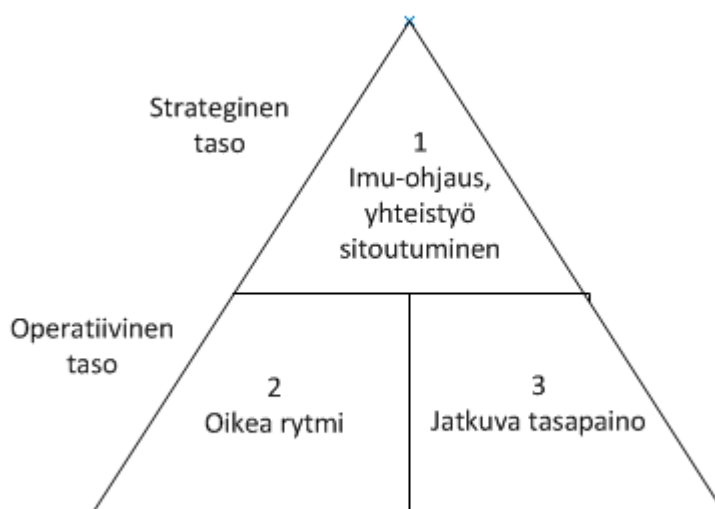 Strateginen
taso
1
Imu-ohjaus,
yhteistyö
sitoutuminen
Operatiivinen
taso
2
Oikea rytmi
3
Jatkuva tasapaino